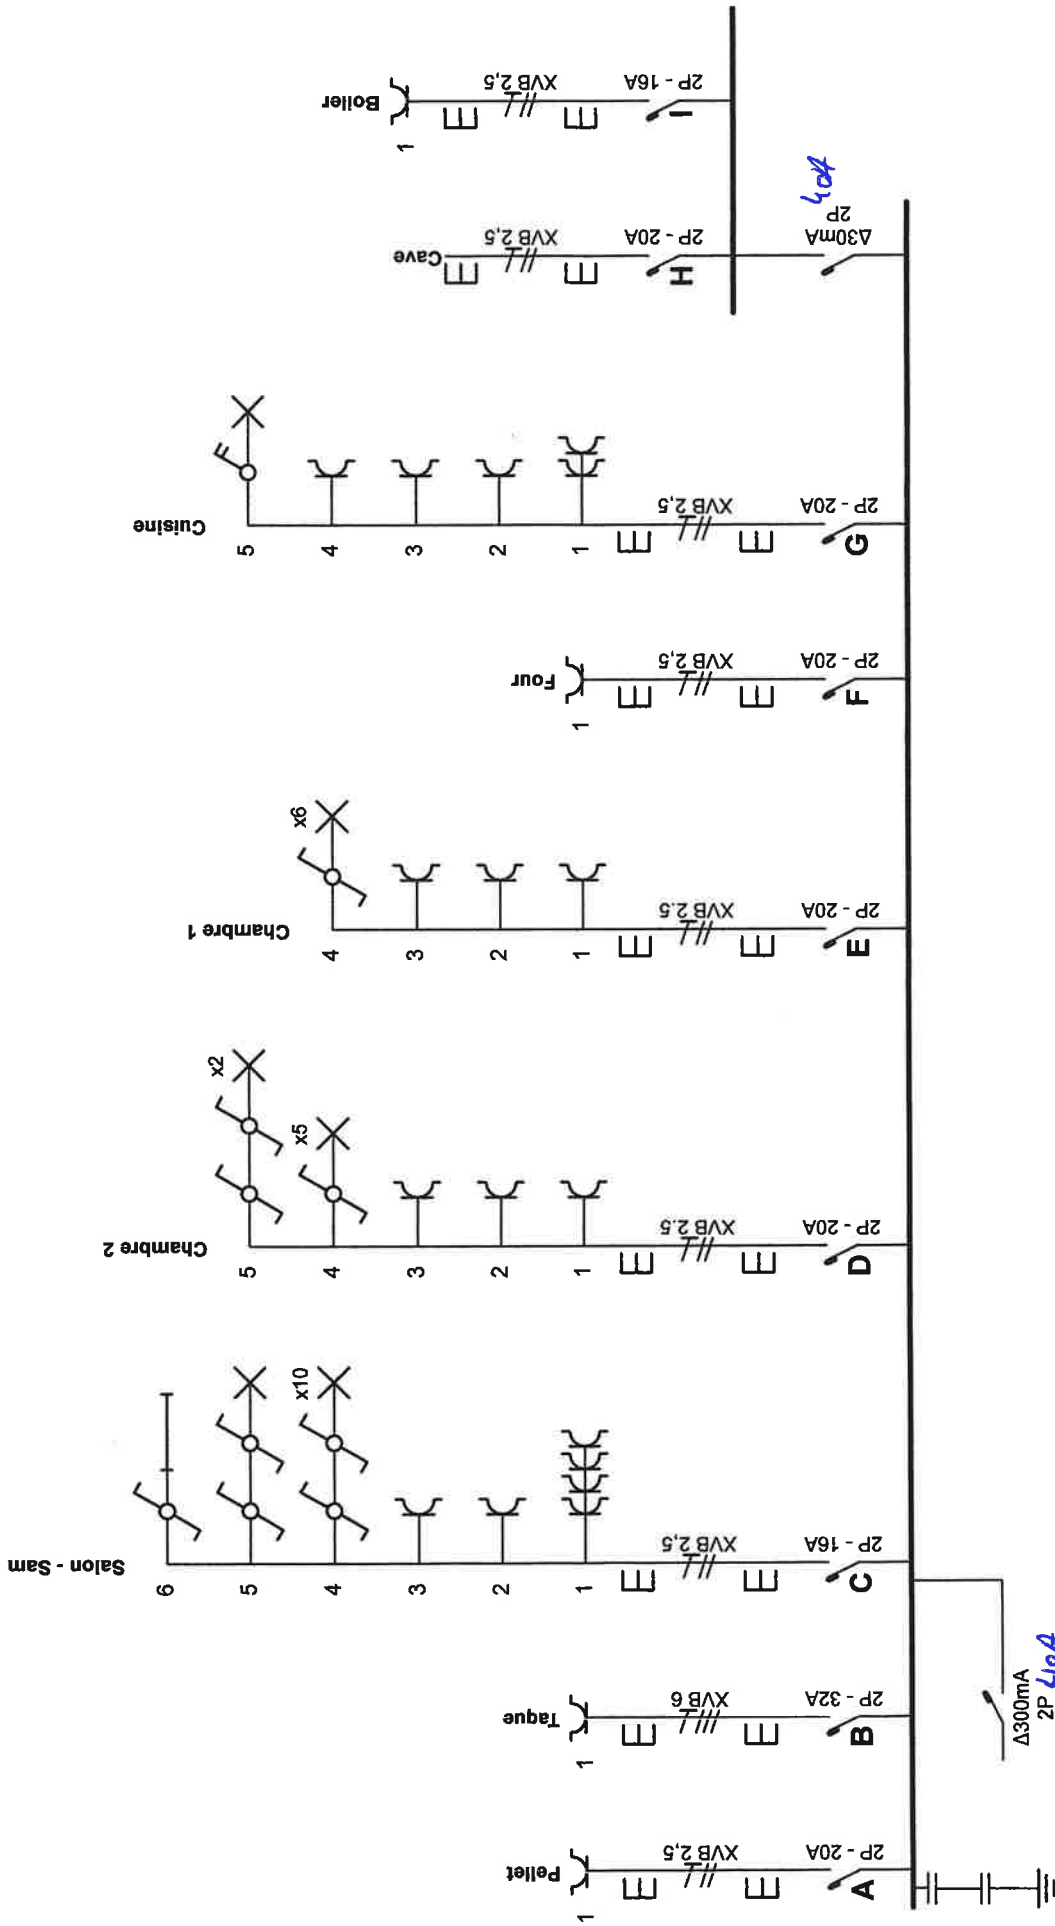 Pellet
1
XVB 2,5
2P - 20A
A
Taque
1
XVB 6
2P - 32A
B
Δ300mA
2P 40A
Salon - Sam
6
5
4
x10
3
2
1
XVB 2,5
2P - 16A
C
Chambre 2
5
x2
4
x5
3
2
1
XVB 2.5
2P - 20A
D
Chambre 1
4
x6
3
2
1
XVB 2.5
2P - 20A
E
Four
1
XVB 2,5
2P - 20A
F
Cuisine
5
F
4
3
2
1
XVB 2,5
2P - 20A
G
Cave
XVB 2,5
2P - 20A
H
Δ30mA
2P
40A
Boiler
1
XVB 2,5
2P - 16A
I